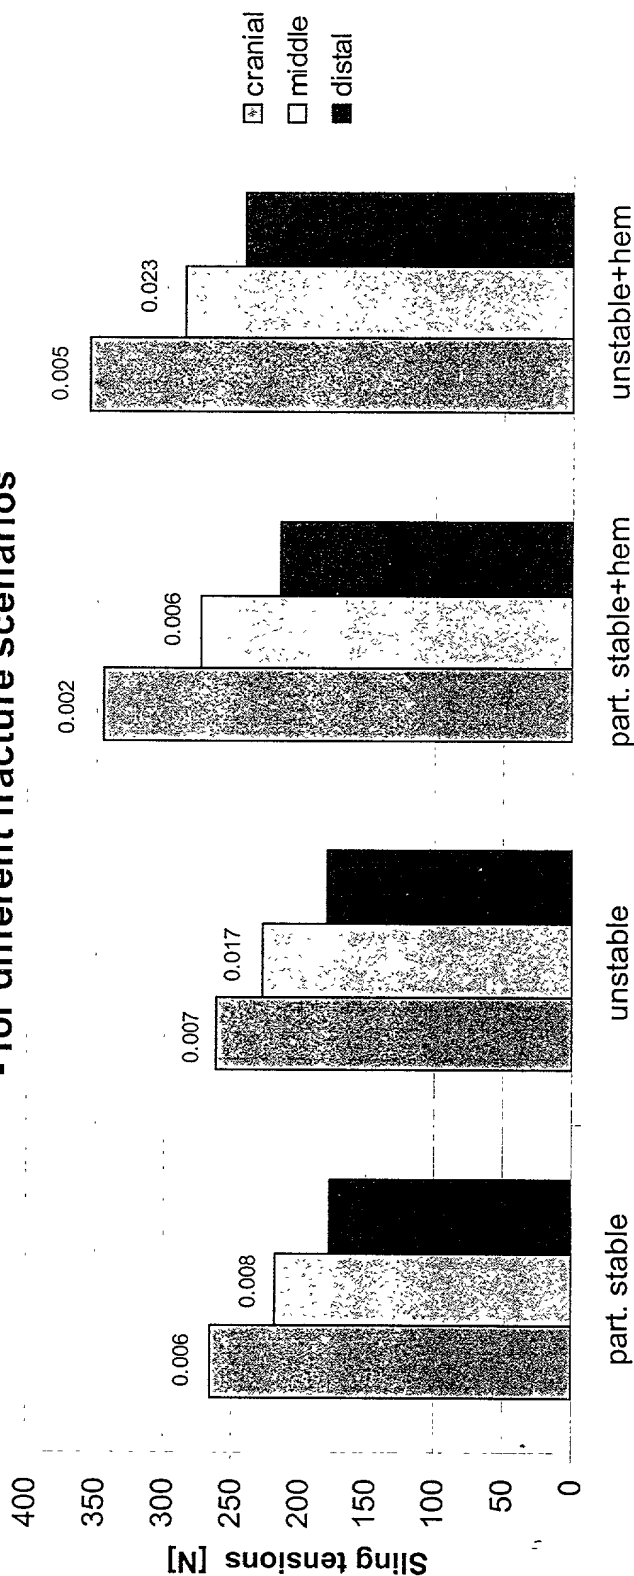 - for different fracture scenarios
400
350
300
250
200
150
100
50
0
Sling tensions [N]
0.006
0.008
0.007
0.017
0.002
0.006
0.005
0.023
part. stable
unstable
part. stable+hem
unstable+hem
cranial
middle
distal